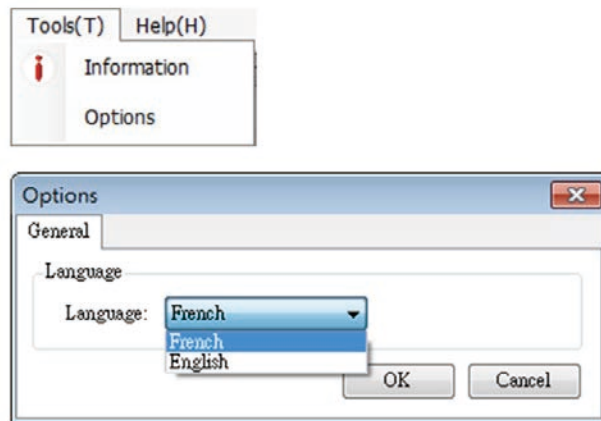 Tools(T) Help(H)
Information
Options
Options
General
Language
Language: French
French
English
OK Cancel